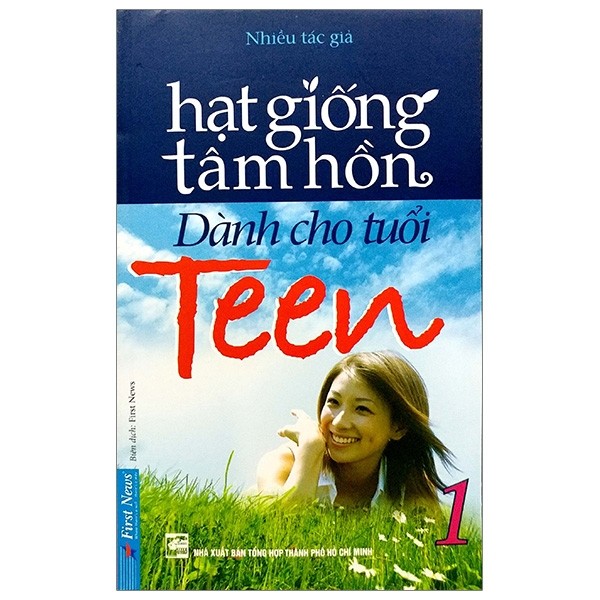 Nhiều tác giả
hạt giống
tâm hồn
Dành cho tuổi
Teen
Biên dịch: First News
First News
1
NHÀ XUẤT BẢN TỔNG HỢP THÀNH PHỐ HỒ CHÍ MINH